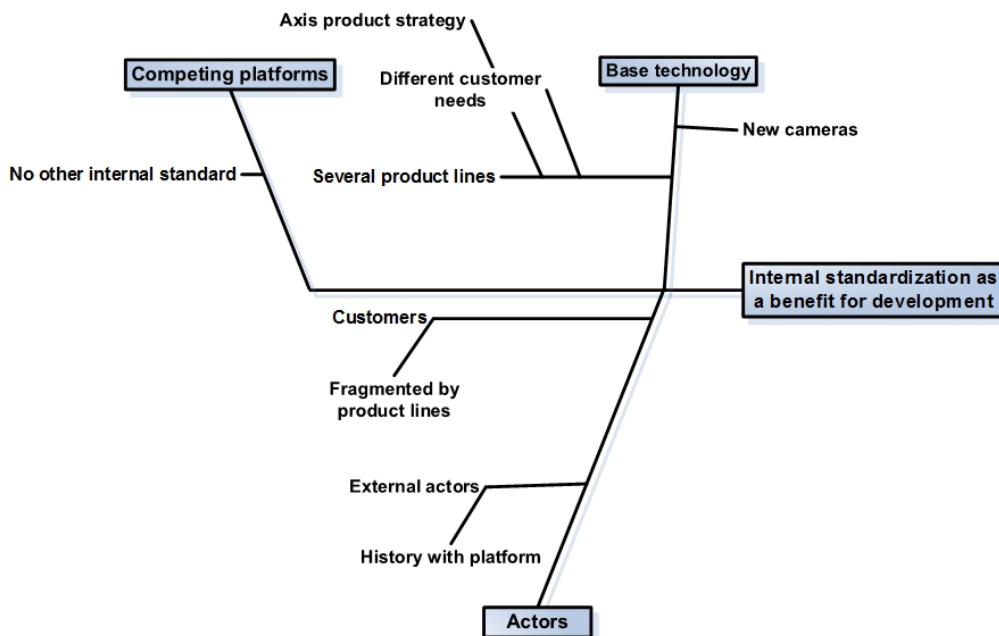 Axis product strategy
Competing platforms
Different customer
needs
Base technology
New cameras
No other internal standard
Several product lines
Internal standardization as
a benefit for development
Customers
Fragmented by
product lines
External actors
History with platform
Actors